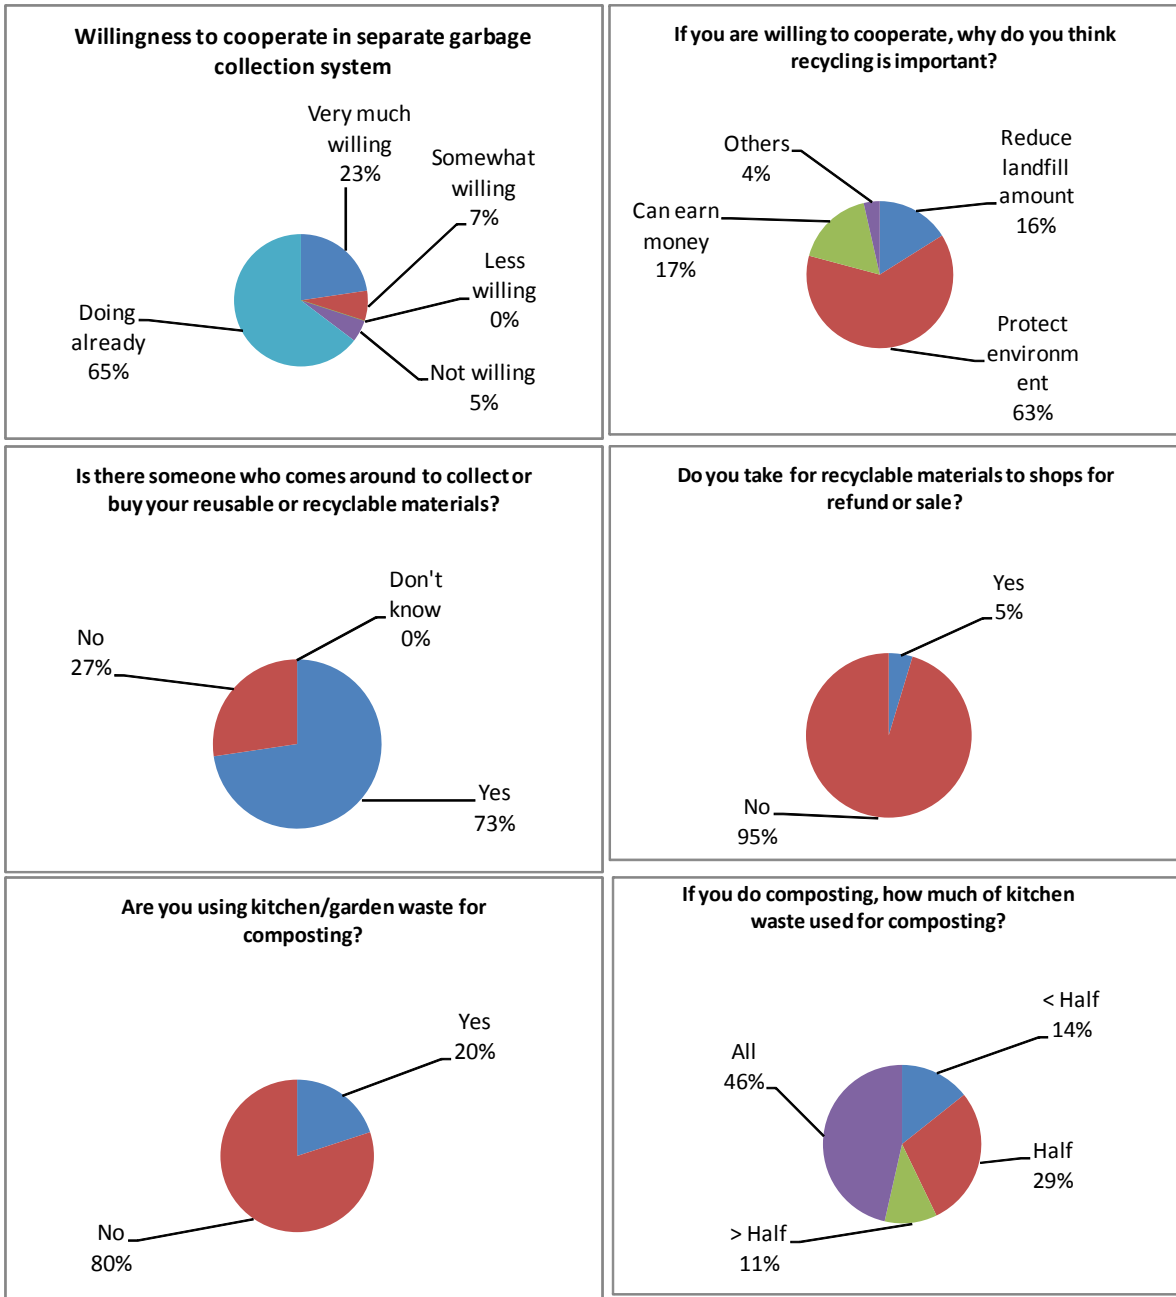 Willingness to cooperate in separate garbage
collection system
Very much
willing
23%
Somewhat
willing
7%
Less
willing
0%
Not willing
5%
Doing
already
65%
If you are willing to cooperate, why do you think
recycling is important?
Others
4%
Reduce
landfill
amount
16%
Can earn
money
17%
Protect
environm
ent
63%
Is there someone who comes around to collect or
buy your reusable or recyclable materials?
Don't
know
0%
No
27%
Yes
73%
Do you take for recyclable materials to shops for
refund or sale?
Yes
5%
No
95%
Are you using kitchen/garden waste for
composting?
Yes
20%
No
80%
If you do composting, how much of kitchen
waste used for composting?
< Half
14%
All
46%
Half
29%
> Half
11%